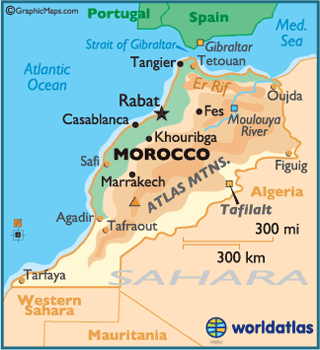 ©GraphicMaps.com
Portugal
Spain
Med.
Sea
Strait of Gibraltar
Gibraltar
Tangier
Tetouan
Atlantic
Ocean
Er Rif
Oujda
Rabat
Fes
Moulouya
River
Casablanca
Khouribga
Safi
MOROCCO
Figuig
Marrakech
ATLAS MTNS.
Algeria
Tafilalt
Agadir
Tafraout
300 mi
300 km
Tarfaya
SAHARA
Western
Sahara
Mauritania
worldatlas